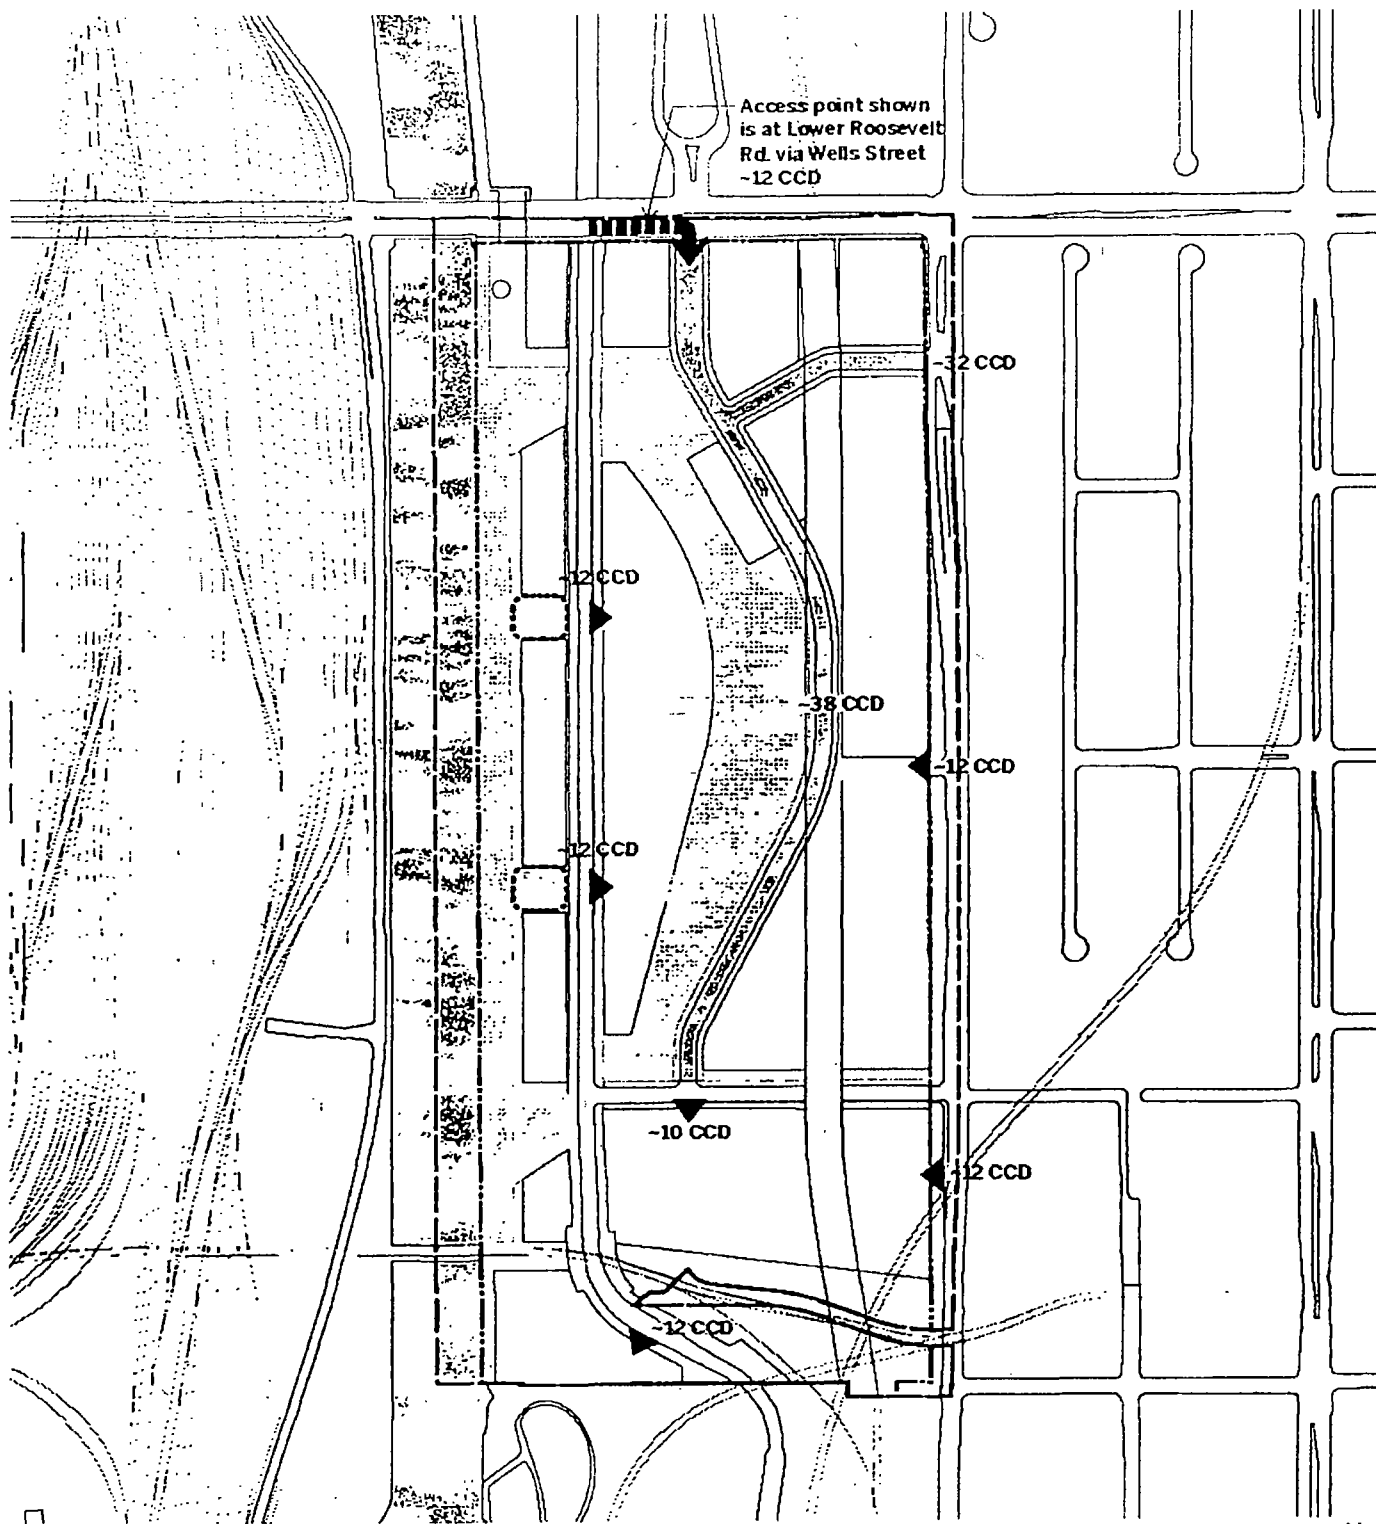 Access point shown
is at Lower Roosevelt
Rd. via Wells Street
~12 CCD
~32 CCD
~12 CCD
~38 CCD
~12 CCD
~12 CCD
~10 CCD
~12 CCD
~12 CCD